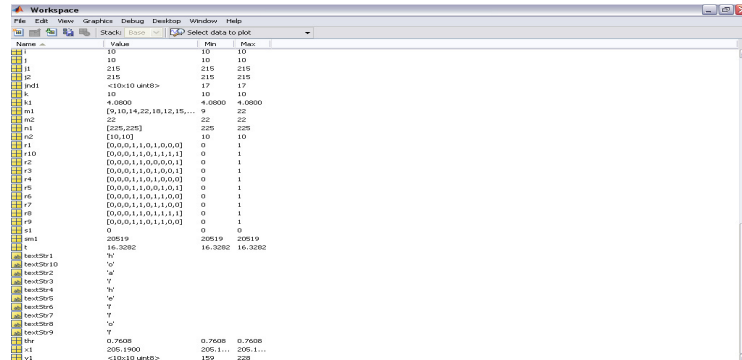 Workspace
File Edit View Graphics Debug Desktop Window Help
Stack: Base Select data to plot
Name Value Min Max
i 10 10 10
j 10 10 10
j1 215 215 215
j2 215 215 215
jnd1 <10x10 uint8> 17 17
k 10 10 10
k1 4.0800 4.0800 4.0800
m1 [9,10,14,22,18,12,15,... 9 22
m2 22 22 22
n1 [225,225] 225 225
n2 [10,10] 10 10
r1 [0,0,0,1,1,0,1,0,0,0] 0 1
r10 [0,0,0,1,1,0,1,1,1,1] 0 1
r2 [0,0,0,1,1,0,0,0,0,1] 0 1
r3 [0,0,0,1,1,0,1,0,0,1] 0 1
r4 [0,0,0,1,1,0,1,0,0,0] 0 1
r5 [0,0,0,1,1,0,0,1,0,1] 0 1
r6 [0,0,0,1,1,0,1,1,0,0] 0 1
r7 [0,0,0,1,1,0,1,1,0,0] 0 1
r8 [0,0,0,1,1,0,1,1,1,1] 0 1
r9 [0,0,0,1,1,0,1,1,0,0] 0 1
s1 0 0 0
sm1 20519 20519 20519
t 16.3282 16.3282 16.3282
textStr1 'h'
textStr10 'o'
textStr2 'a'
textStr3
textStr4 'h'
textStr5 'e'
textStr6
textStr7
textStr8 'o'
textStr9
thr 0.7608 0.7608 0.7608
x1 205.1900 205.1... 205.1...
y1 <10x10 uint8> 159 228